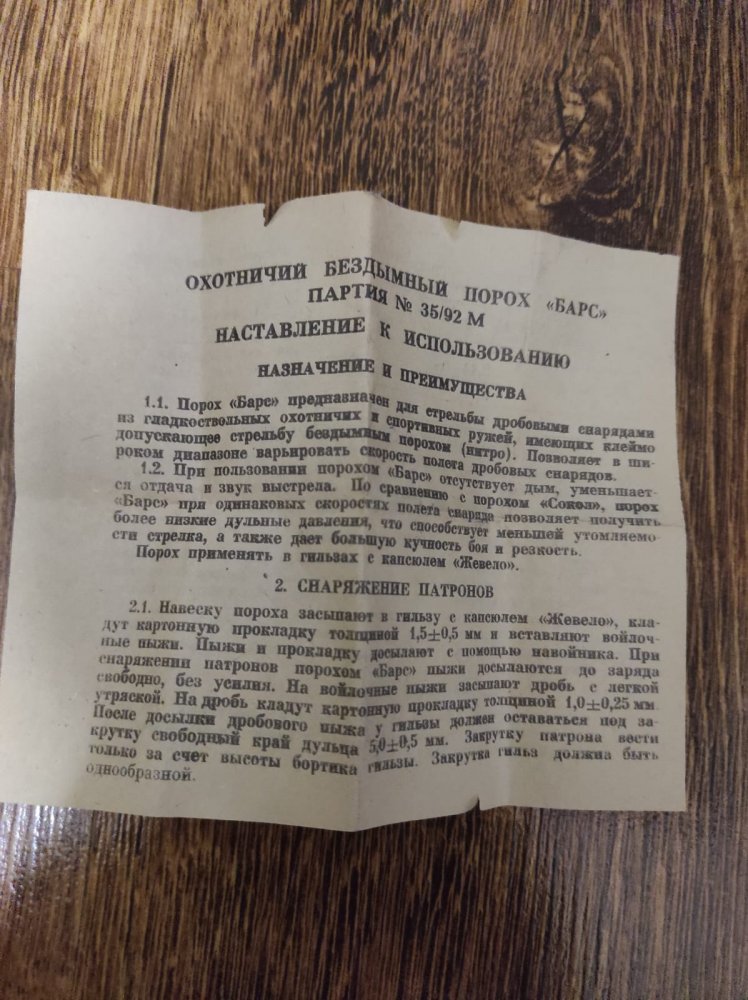 ОХОТНИЧИЙ БЕЗДЫМНЫЙ ПОРОХ «БАРС»
ПАРТИЯ № 35/92 М
НАСТАВЛЕНИЕ К ИСПОЛЬЗОВАНИЮ
НАЗНАЧЕНИЕ И ПРЕИМУЩЕСТВА
1.1. Порох «Барс» предназначен для стрельбы дробовыми снарядами
из гладкоствольных охотничих и спортивных ружей, имеющих клеймо
допускающее стрельбу бездымным порохом (нитро). Позволяет в ши-
роком диапазоне варьировать скорость полета дробовых снарядов.
1.2. При пользовании порохом «Барс» отсутствует дым, уменьшает-
ся отдача и звук выстрела. По сравнению с порохом «Сокол», порох
«Барс» при одинаковых скоростях полета снаряда позволяет получить
более низкие дульные давления, что способствует меньшей утомляемо-
сти стрелка, а также дает большую кучность боя и резкость.
Порох применять в гильзах с капсюлем «Жевело».
2. СНАРЯЖЕНИЕ ПАТРОНОВ
2.1. Навеску пороха засыпают в гильзу с капсюлем «Жевело», кла-
дут картонную прокладку толщиной 1,5±0,5 мм и вставляют войлоч-
ные пыжи. Пыжи и прокладку досылают с помощью навойника. При
снаряжении патронов порохом «Барс» пыжи досылаются до заряда
свободно, без усилия. На войлочные пыжи засыпают дробь с легкой
утряской. На дробь кладут картонную прокладку толщиной 1,0±0,25 мм
После досылки дробового пыжа у гильзы должен оставаться под за-
крутку свободный край дульца 5,0±0,5 мм. Закрутку патрона вести
только за счет высоты бортика гильзы. Закрутка гильз должна быть
однообразной.